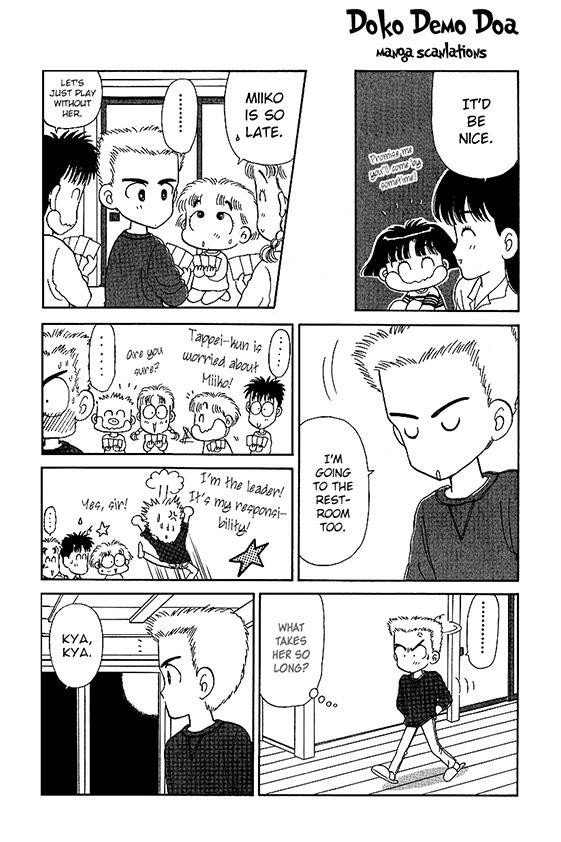 DOKO DEMO DOA
MANGA SCANLATIONS
IT'D
BE
NICE.
Promise me
you'll come by
sometime!
MIIKO
IS SO
LATE.
........
LET'S
JUST PLAY
WITHOUT
HER.
I'M
GOING
TO THE
REST-
ROOM
TOO.
Tappei-kun is
worried about
Miiko!
Are you
sure?
....
I'm the leader!
It's my responsi-
bility!
Yes, sir!
...
.......
WHAT
TAKES
HER SO
LONG?
KYA,
KYA.